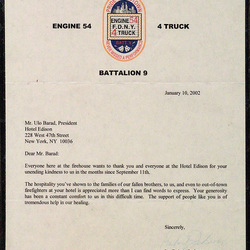 ENGINE 54
ENGINE 54
F.D.N.Y.
4 TRUCK
4 TRUCK
BATTALION 9
January 10, 2002
Mr. Ulo Barad, President
Hotel Edison
228 West 47th Street
New York, NY 10036
Dear Mr. Barad:
Everyone here at the firehouse wants to thank you and everyone at the Hotel Edison for your
unending kindness to us in the months since September 11th.
The hospitality you've shown to the families of our fallen brothers, to us, and even to out-of-town
firefighters at your hotel is appreciated more than I can find words to express. Your generosity
has been a constant comfort to us in this difficult time. The support of people like you is of
tremendous help in our healing.
Sincerely,